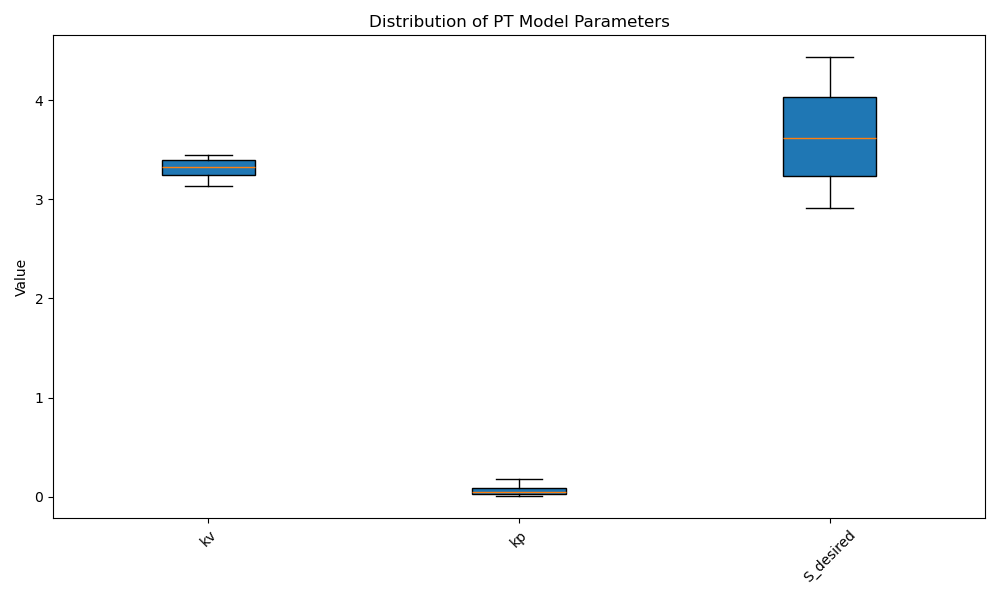 Distribution of PT Model Parameters
Value
4
3
2
1
0
kv
kp
S_desired